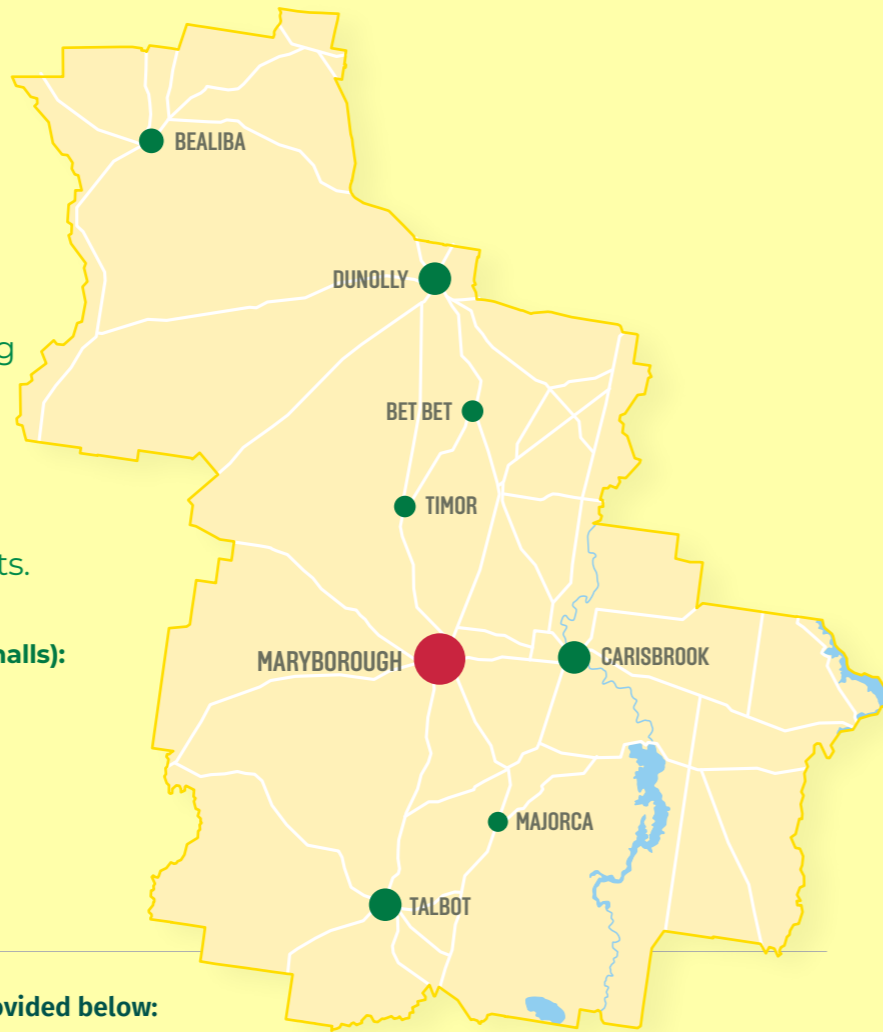 BEALIBA
DUNOLLY
g
BET BET
TIMOR
ts.
nalls):
MARYBOROUGH
CARISBROOK
MAJORCA
TALBOT
ovided below: